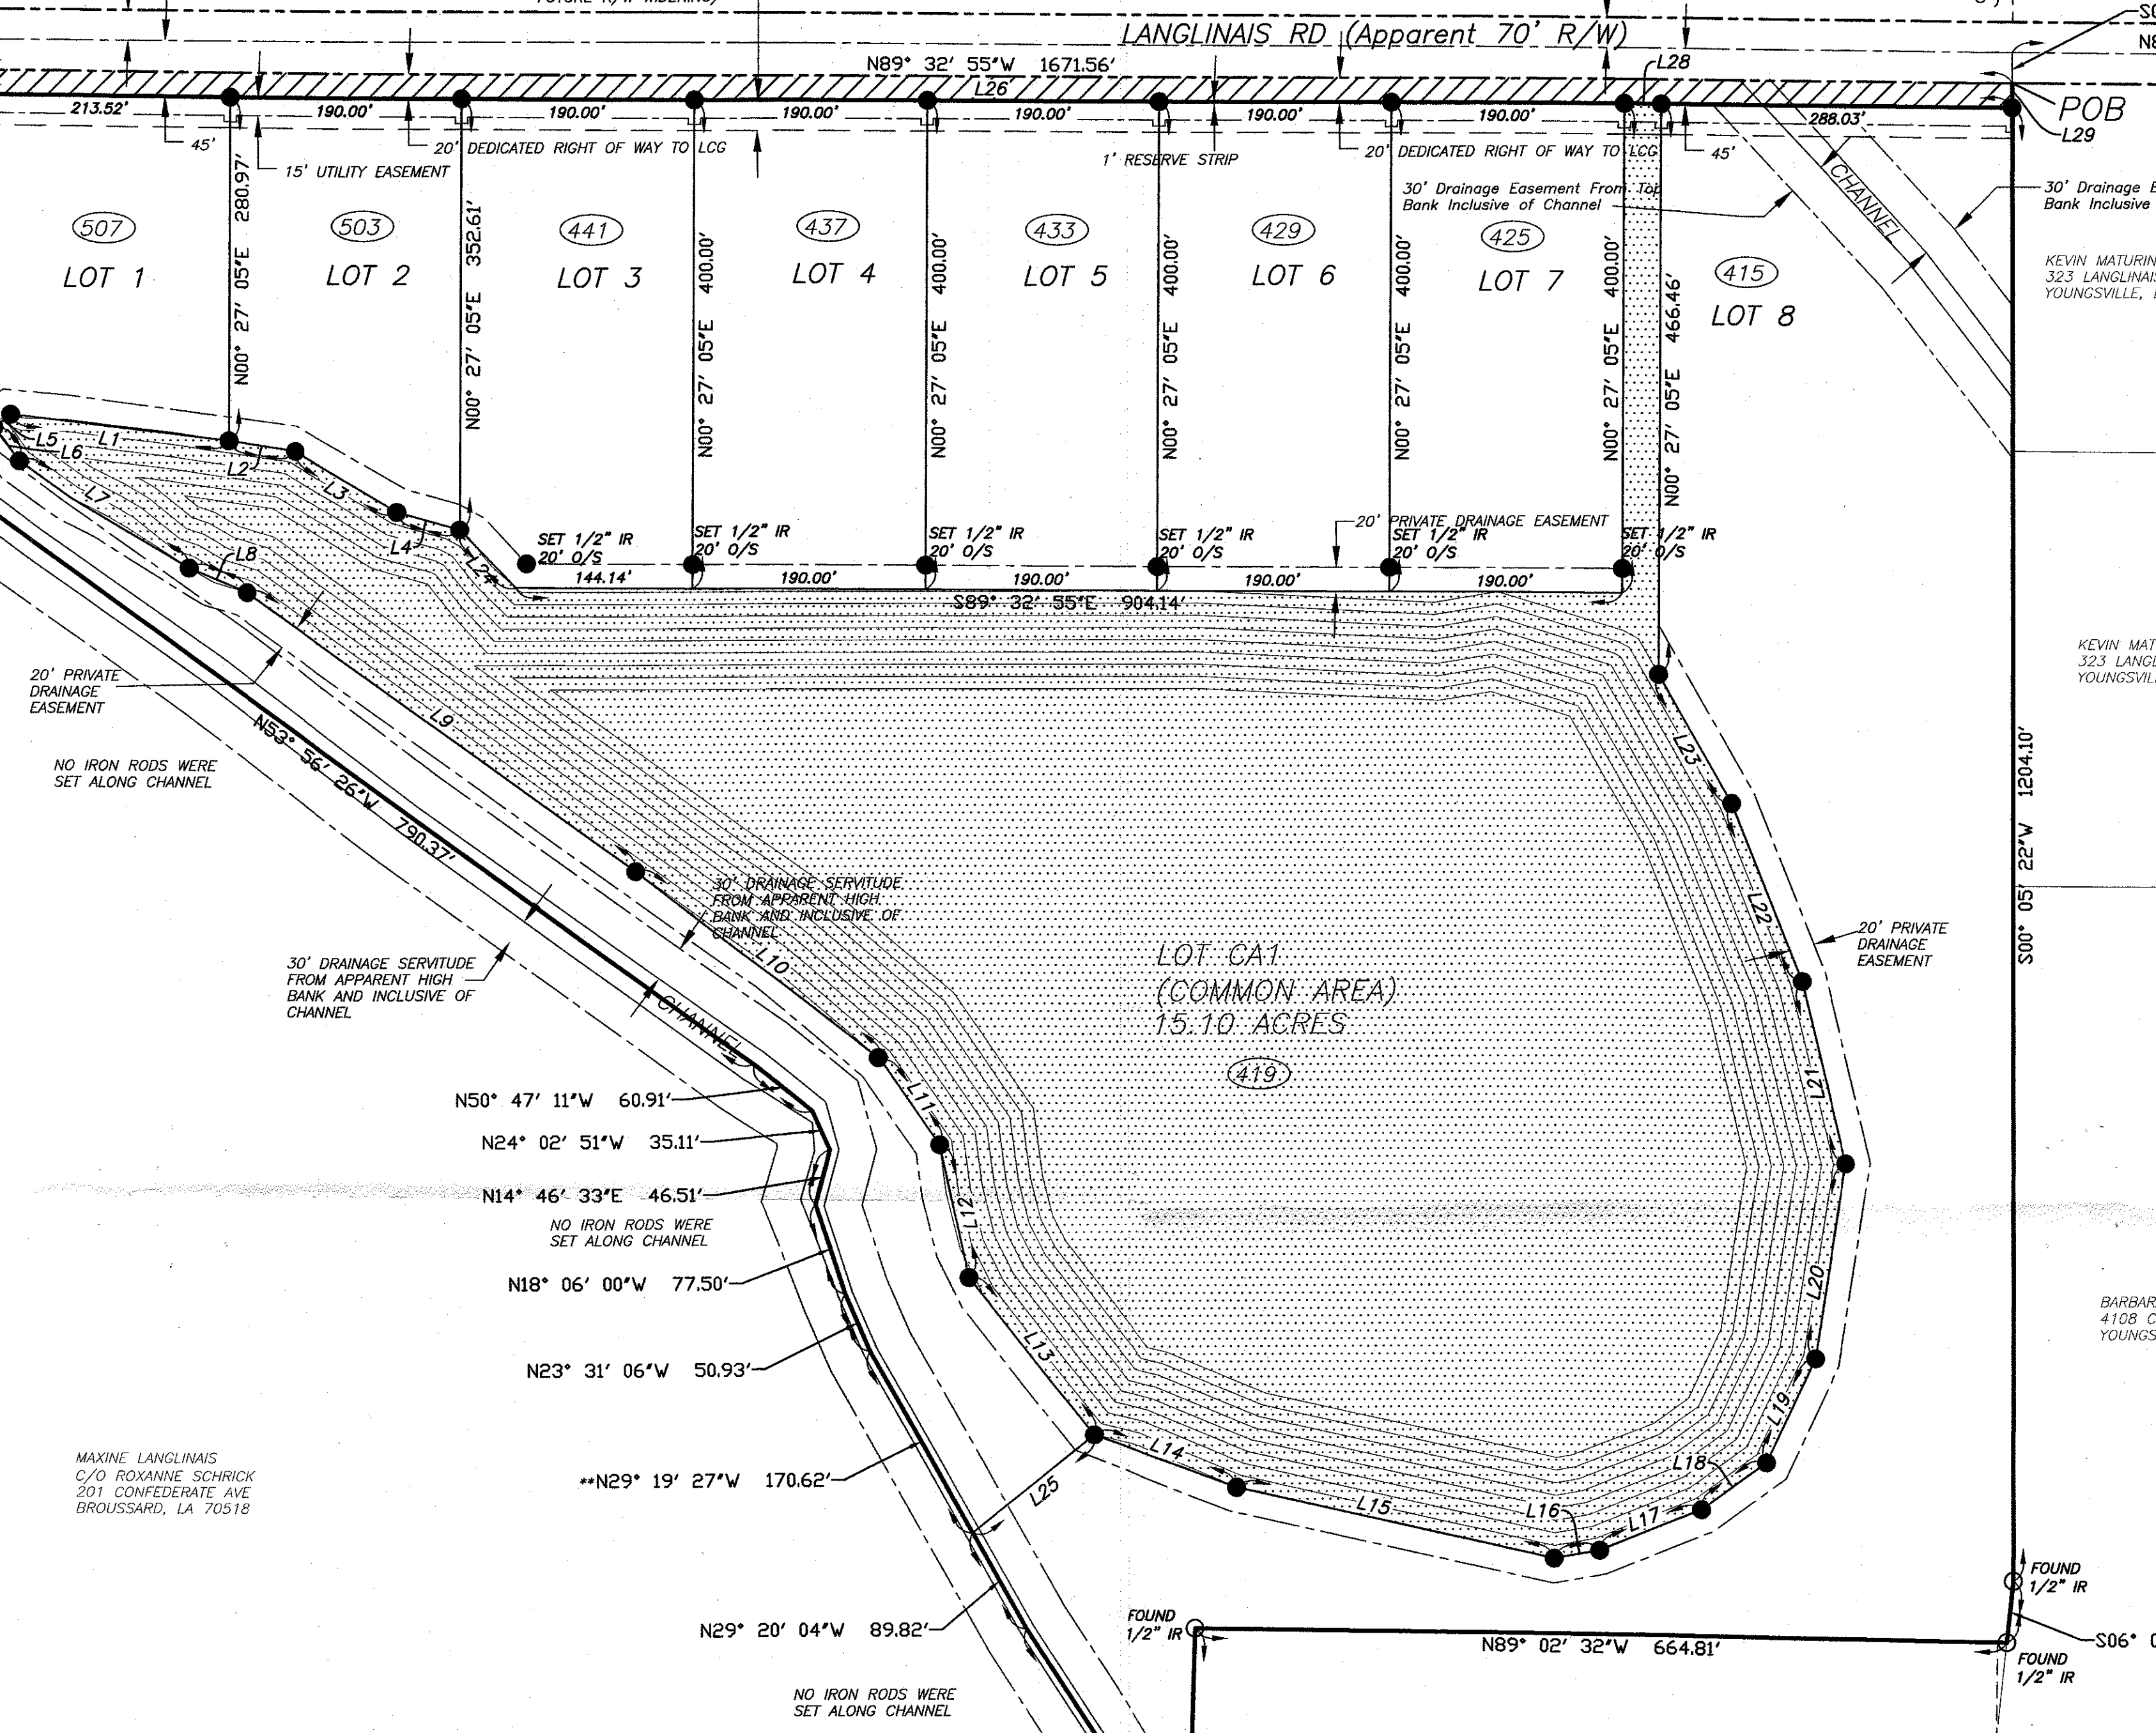 LANGLINAIS RD (Apparent 70' R/W)
N89° 32' 55"W 1671.56'
L26
L28
POB
L29
213.52'
190.00'
190.00'
190.00'
190.00'
190.00'
190.00'
288.03'
45'
15' UTILITY EASEMENT
20' DEDICATED RIGHT OF WAY TO LCG
1' RESERVE STRIP
20' DEDICATED RIGHT OF WAY TO LCG
45'
30' Drainage Easement From Top
Bank Inclusive of Channel
CHANNEL
30' Drainage
Bank Inclusive
507
LOT 1
N00° 27' 05"E 280.97'
503
LOT 2
N00° 27' 05"E 352.61'
441
LOT 3
N00° 27' 05"E 400.00'
437
LOT 4
N00° 27' 05"E 400.00'
433
LOT 5
N00° 27' 05"E 400.00'
429
LOT 6
N00° 27' 05"E 400.00'
425
LOT 7
N00° 27' 05"E 400.00'
415
LOT 8
N00° 27' 05"E 466.46'
KEVIN MATURIN
323 LANGLINAIS
YOUNGSVILLE,
L5
L1
L6
L2
L7
L3
L8
L4
L24
SET 1/2" IR
20' O/S
SET 1/2" IR
20' O/S
SET 1/2" IR
20' O/S
SET 1/2" IR
20' O/S
20' PRIVATE DRAINAGE EASEMENT
SET 1/2" IR
20' O/S
SET 1/2" IR
20' O/S
144.14'
190.00'
190.00'
190.00'
190.00'
S89° 32' 55"E 904.14'
20' PRIVATE
DRAINAGE
EASEMENT
L9
N53° 56' 26"W 790.37'
NO IRON RODS WERE
SET ALONG CHANNEL
KEVIN
323
L23
S00° 05' 22"W 1204.10'
30' DRAINAGE SERVITUDE
FROM APPARENT HIGH
BANK AND INCLUSIVE OF
CHANNEL
L10
L22
20' PRIVATE
DRAINAGE
EASEMENT
30' DRAINAGE SERVITUDE
FROM APPARENT HIGH
BANK AND INCLUSIVE OF
CHANNEL
CHANNEL
LOT CA1
(COMMON AREA)
15.10 ACRES
419
L11
L21
N50° 47' 11"W 60.91'
N24° 02' 51"W 35.11'
N14° 46' 33"E 46.51'
NO IRON RODS WERE
SET ALONG CHANNEL
L12
N18° 06' 00"W 77.50'
L20
4108
L13
N23° 31' 06"W 50.93'
L19
L14
L18
MAXINE LANGLINAIS
C/O ROXANNE SCHRICK
201 CONFEDERATE AVE
BROUSSARD, LA 70518
**N29° 19' 27"W 170.62'
L25
L15
L16
L17
FOUND
1/2" IR
N29° 20' 04"W 89.82'
FOUND
1/2" IR
N89° 02' 32"W 664.81'
S06°
FOUND
1/2" IR
NO IRON RODS WERE
SET ALONG CHANNEL